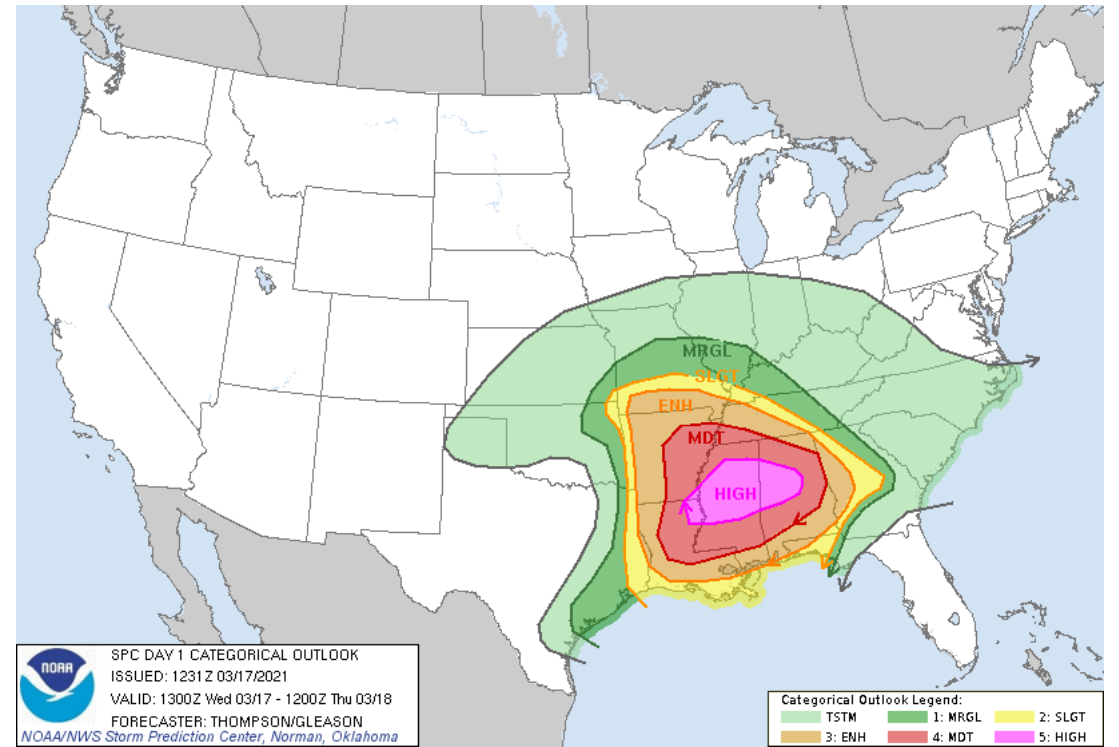 MRGL
SLGT
ENH
MDT
HIGH
NOAA
SPC DAY 1 CATEGORICAL OUTLOOK
ISSUED: 1231Z 03/17/2021
VALID: 1300Z Wed 03/17 - 1200Z Thu 03/18
FORECASTER: THOMPSON/GLEASON
NOAA/NWS Storm Prediction Center, Norman, Oklahoma
Categorical Outlook Legend:
TSTM 1: MRGL 2: SLGT
3: ENH 4: MDT 5: HIGH